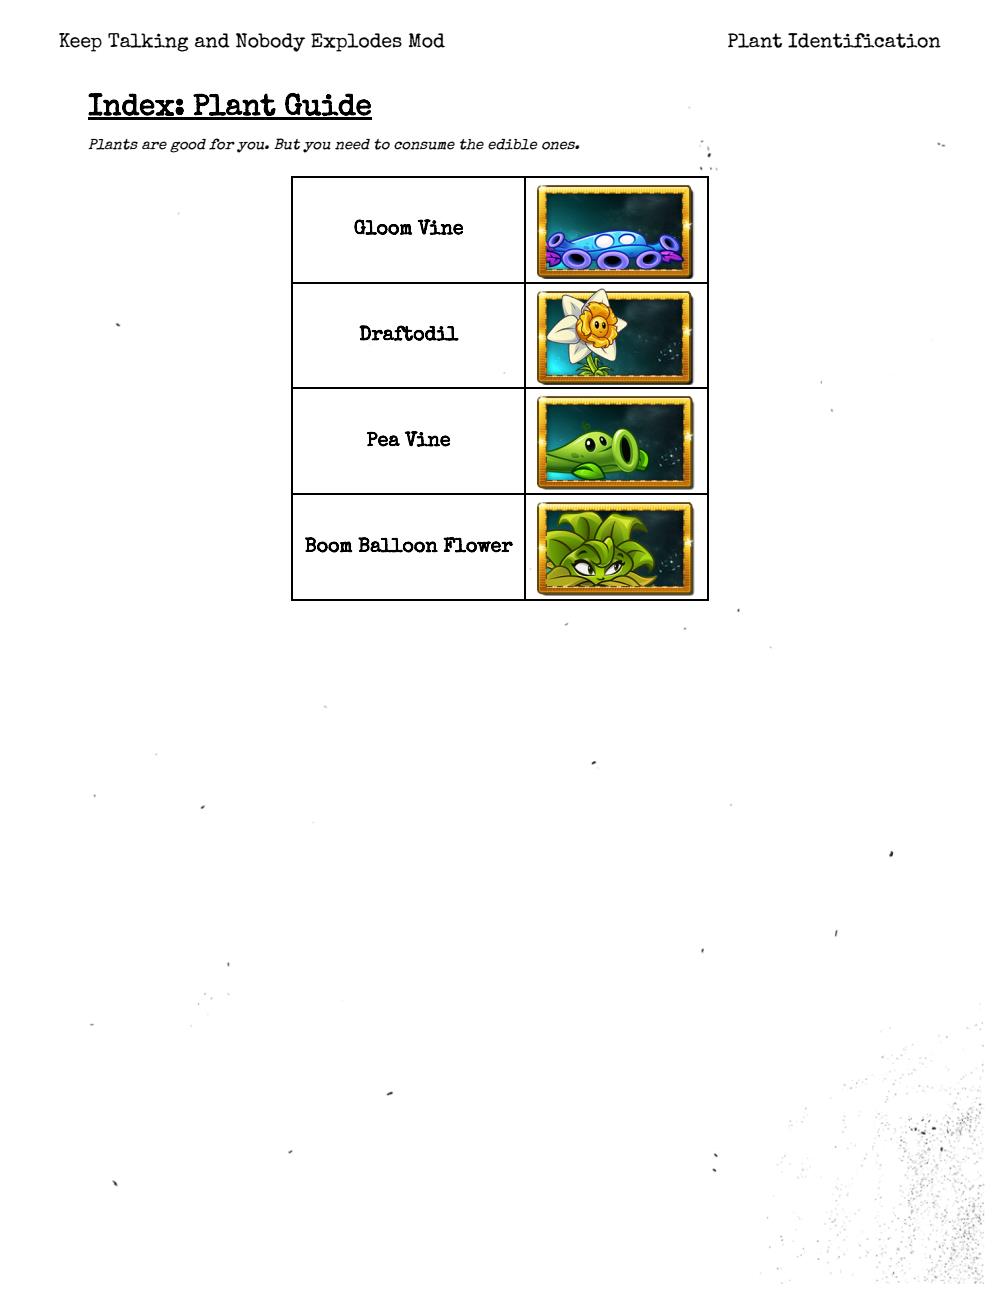 Keep Talking and Nobody Explodes Mod
Plant Identification
Index: Plant Guide
Plants are good for you. But you need to consume the edible ones.
Gloom Vine
Draftodil
Pea Vine
Boom Balloon Flower